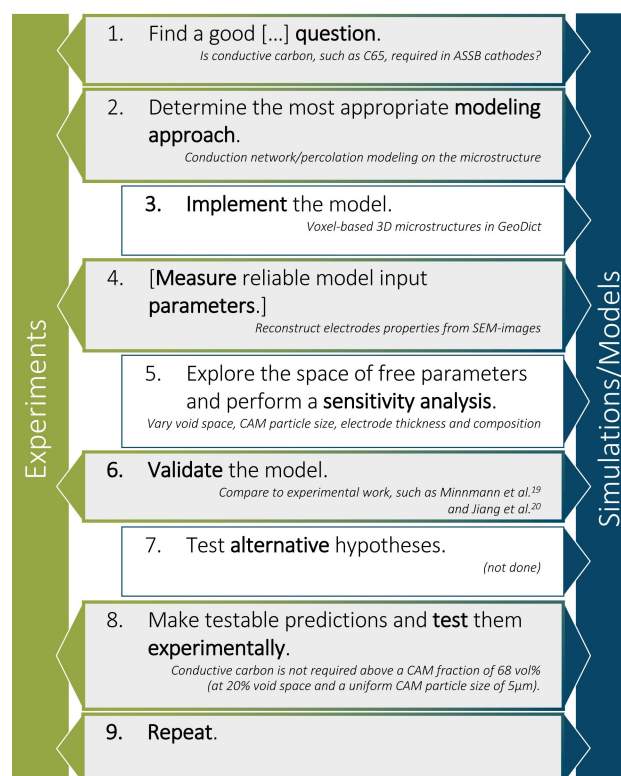 1. Find a good [...] question.
Is conductive carbon, such as C65, required in ASSB cathodes?
2. Determine the most appropriate modeling
approach.
Conduction network/percolation modeling on the microstructure
3. Implement the model.
Voxel-based 3D microstructures in GeoDict
4. [Measure reliable model input
parameters.]
Reconstruct electrodes properties from SEM-images
5. Explore the space of free parameters
and perform a sensitivity analysis.
Vary void space, CAM particle size, electrode thickness and composition
6. Validate the model.
Compare to experimental work, such as Minnmann et al.19
and Jiang et al.20
7. Test alternative hypotheses.
(not done)
8. Make testable predictions and test them
experimentally.
Conductive carbon is not required above a CAM fraction of 68 vol%
(at 20% void space and a uniform CAM particle size of 5μm).
9. Repeat.
Experiments
Simulations/Models